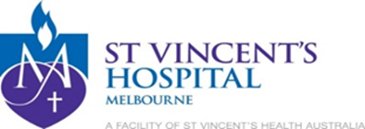 ST VINCENT'S
HOSPITAL
MELBOURNE
A FACILITY OF ST VINCENT'S HEALTH AUSTRALIA